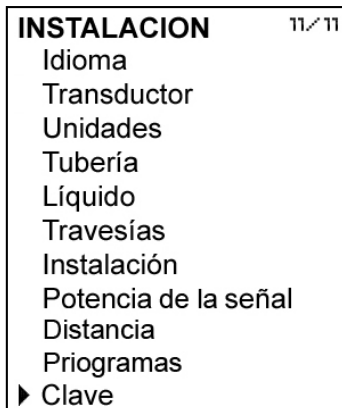 INSTALACION 11/11
Idioma
Transductor
Unidades
Tubería
Líquido
Travesías
Instalación
Potencia de la señal
Distancia
Priogramas
Clave